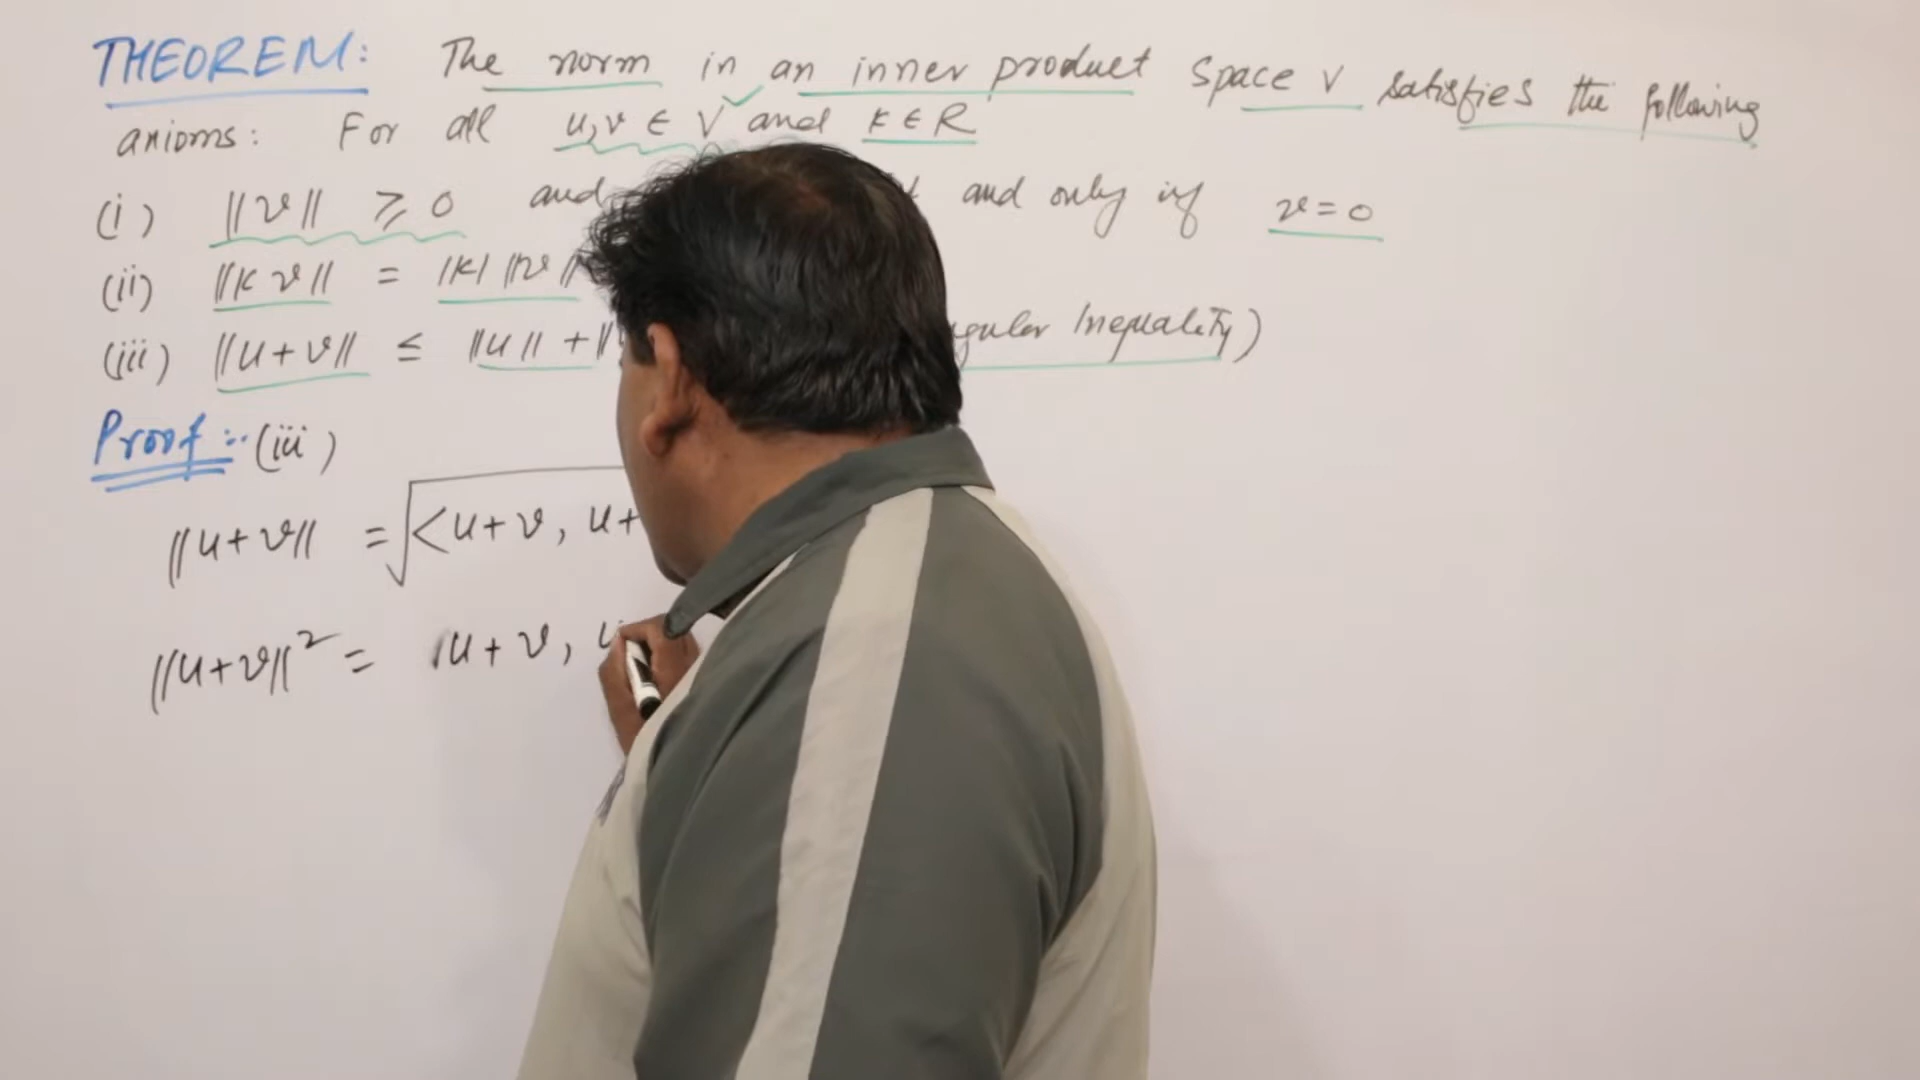 THEOREM: The norm in an inner product space V satisfies the following
axioms: For all u,v ∈ V and k ∈ R
(i) ||v|| ≥ 0 and and only if v=0
(ii) ||k v|| = |k| ||v||
(iii) ||u+v|| ≤ ||u|| + || Inequality)
Proof :- (iii)
||u+v|| = √<u+v, u+
||u+v||² = u+v, u